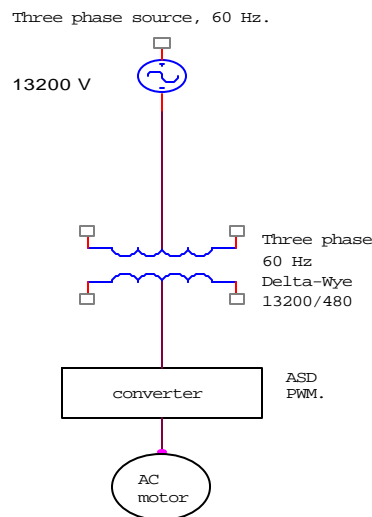 Three phase source, 60 Hz.
13200 V
Three phase
60 Hz
Delta-Wye
13200/480
converter
ASD
PWM.
AC
motor